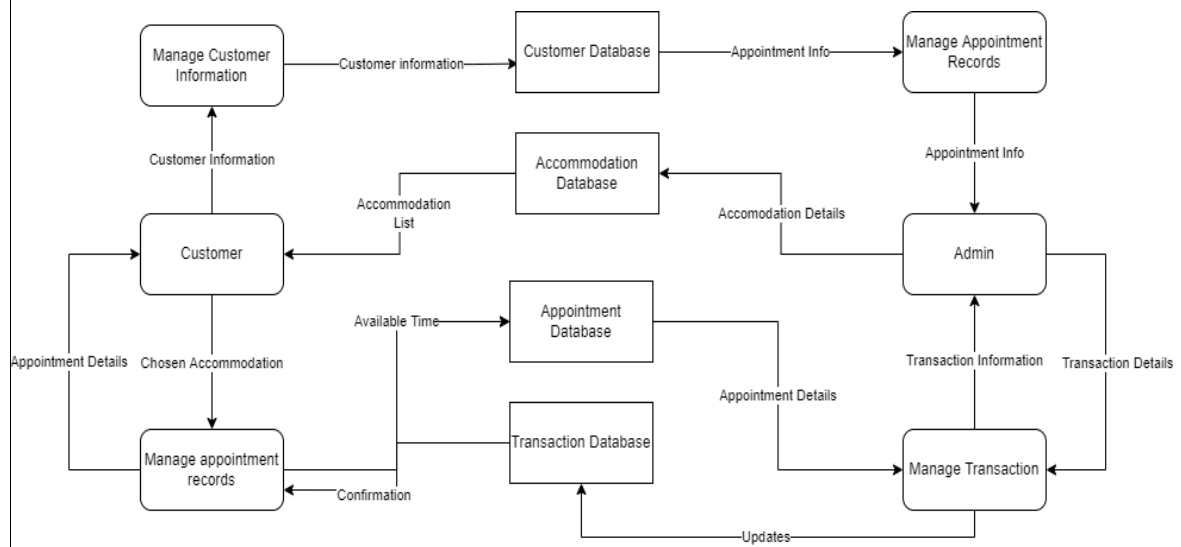 Manage Customer
Information
Customer information
Customer Database
Appointment Info
Manage Appointment
Records
Customer Information
Accommodation
Database
Appointment Info
Accommodation
List
Accomodation Details
Customer
Admin
Available Time
Appointment
Database
Appointment Details
Chosen Accommodation
Transaction Information
Transaction Details
Appointment Details
Transaction Database
Manage appointment
records
Manage Transaction
Confirmation
Updates